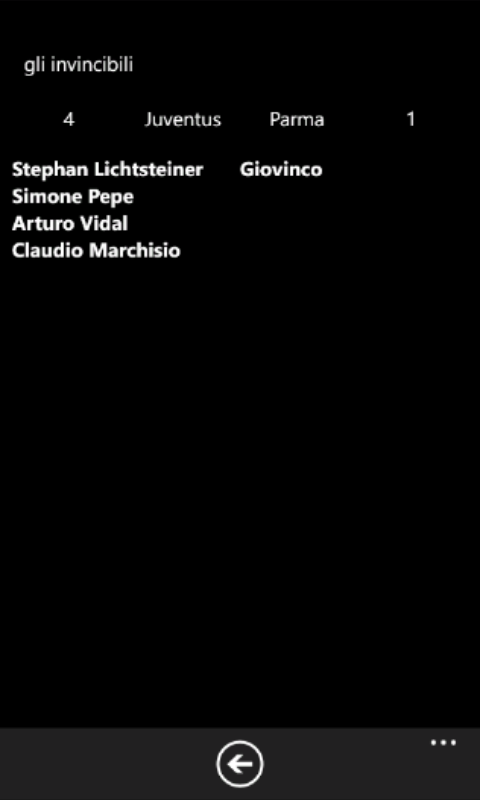 gli invincibili
4 Juventus Parma 1
Stephan Lichtsteiner Giovinco
Simone Pepe
Arturo Vidal
Claudio Marchisio